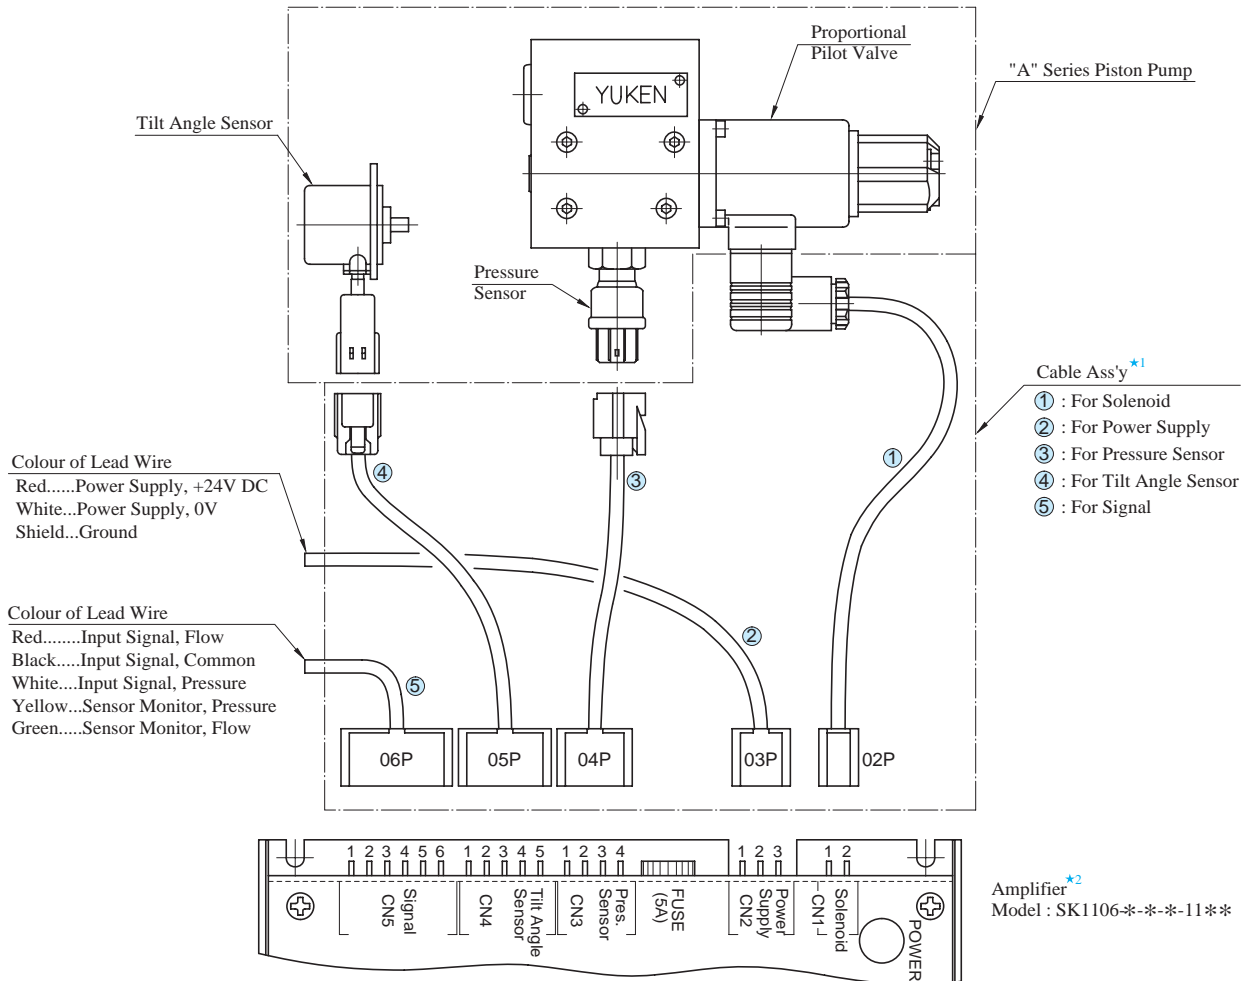 Proportional
Pilot Valve
"A" Series Piston Pump
YUKEN
Tilt Angle Sensor
Pressure
Sensor
Cable Ass'y ★1
① : For Solenoid
② : For Power Supply
③ : For Pressure Sensor
④ : For Tilt Angle Sensor
⑤ : For Signal
① 
④
③
Colour of Lead Wire
Red......Power Supply, +24V DC
White...Power Supply, 0V
Shield...Ground
Colour of Lead Wire
Red........Input Signal, Flow
Black.....Input Signal, Common
White....Input Signal, Pressure
Yellow...Sensor Monitor, Pressure
Green.....Sensor Monitor, Flow
②
⑤
06P 05P 04P 03P 02P
1 2 3 4 5 6 1 2 3 4 5 1 2 3 4 1 2 3 1 2
Signal
CN5
Tilt Angle
Sensor
CN4
Pres.
Sensor
CN3
FUSE
(5A)
Power
Supply
CN2
Solenoid
CN1
POWER
Amplifier ★2
Model : SK1106-*-*-*-11**